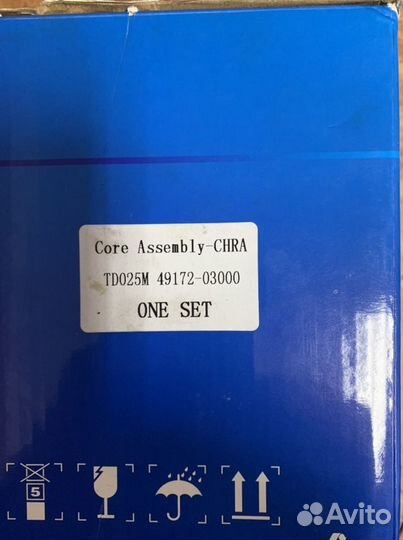 Core Assembly-CHRA
TD025M 49172-03000
ONE SET
5
Avito